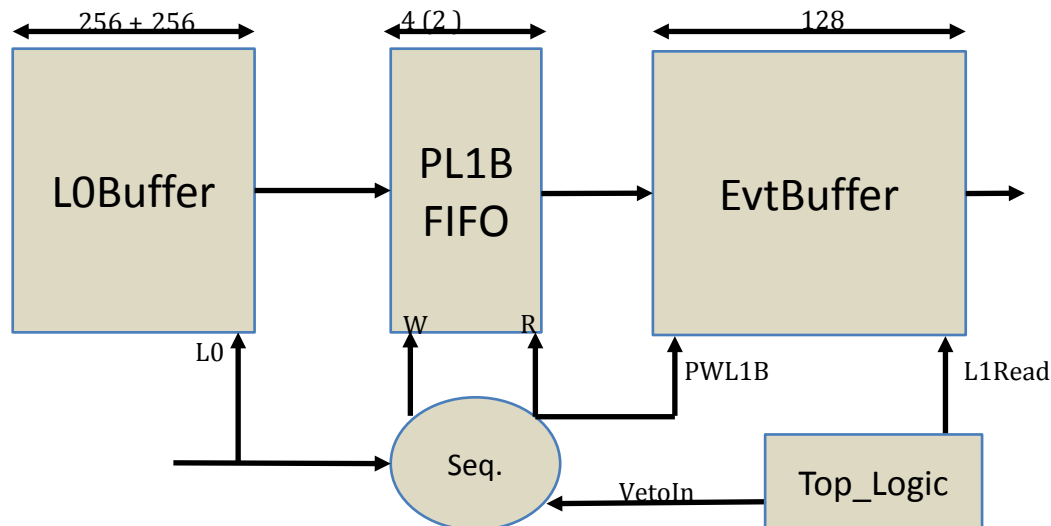 256 + 256
4 (2 )
128
L0Buffer
PL1B
FIFO
EvtBuffer
W
R
L0
PWL1B
L1Read
Seq.
VetoIn
Top_Logic